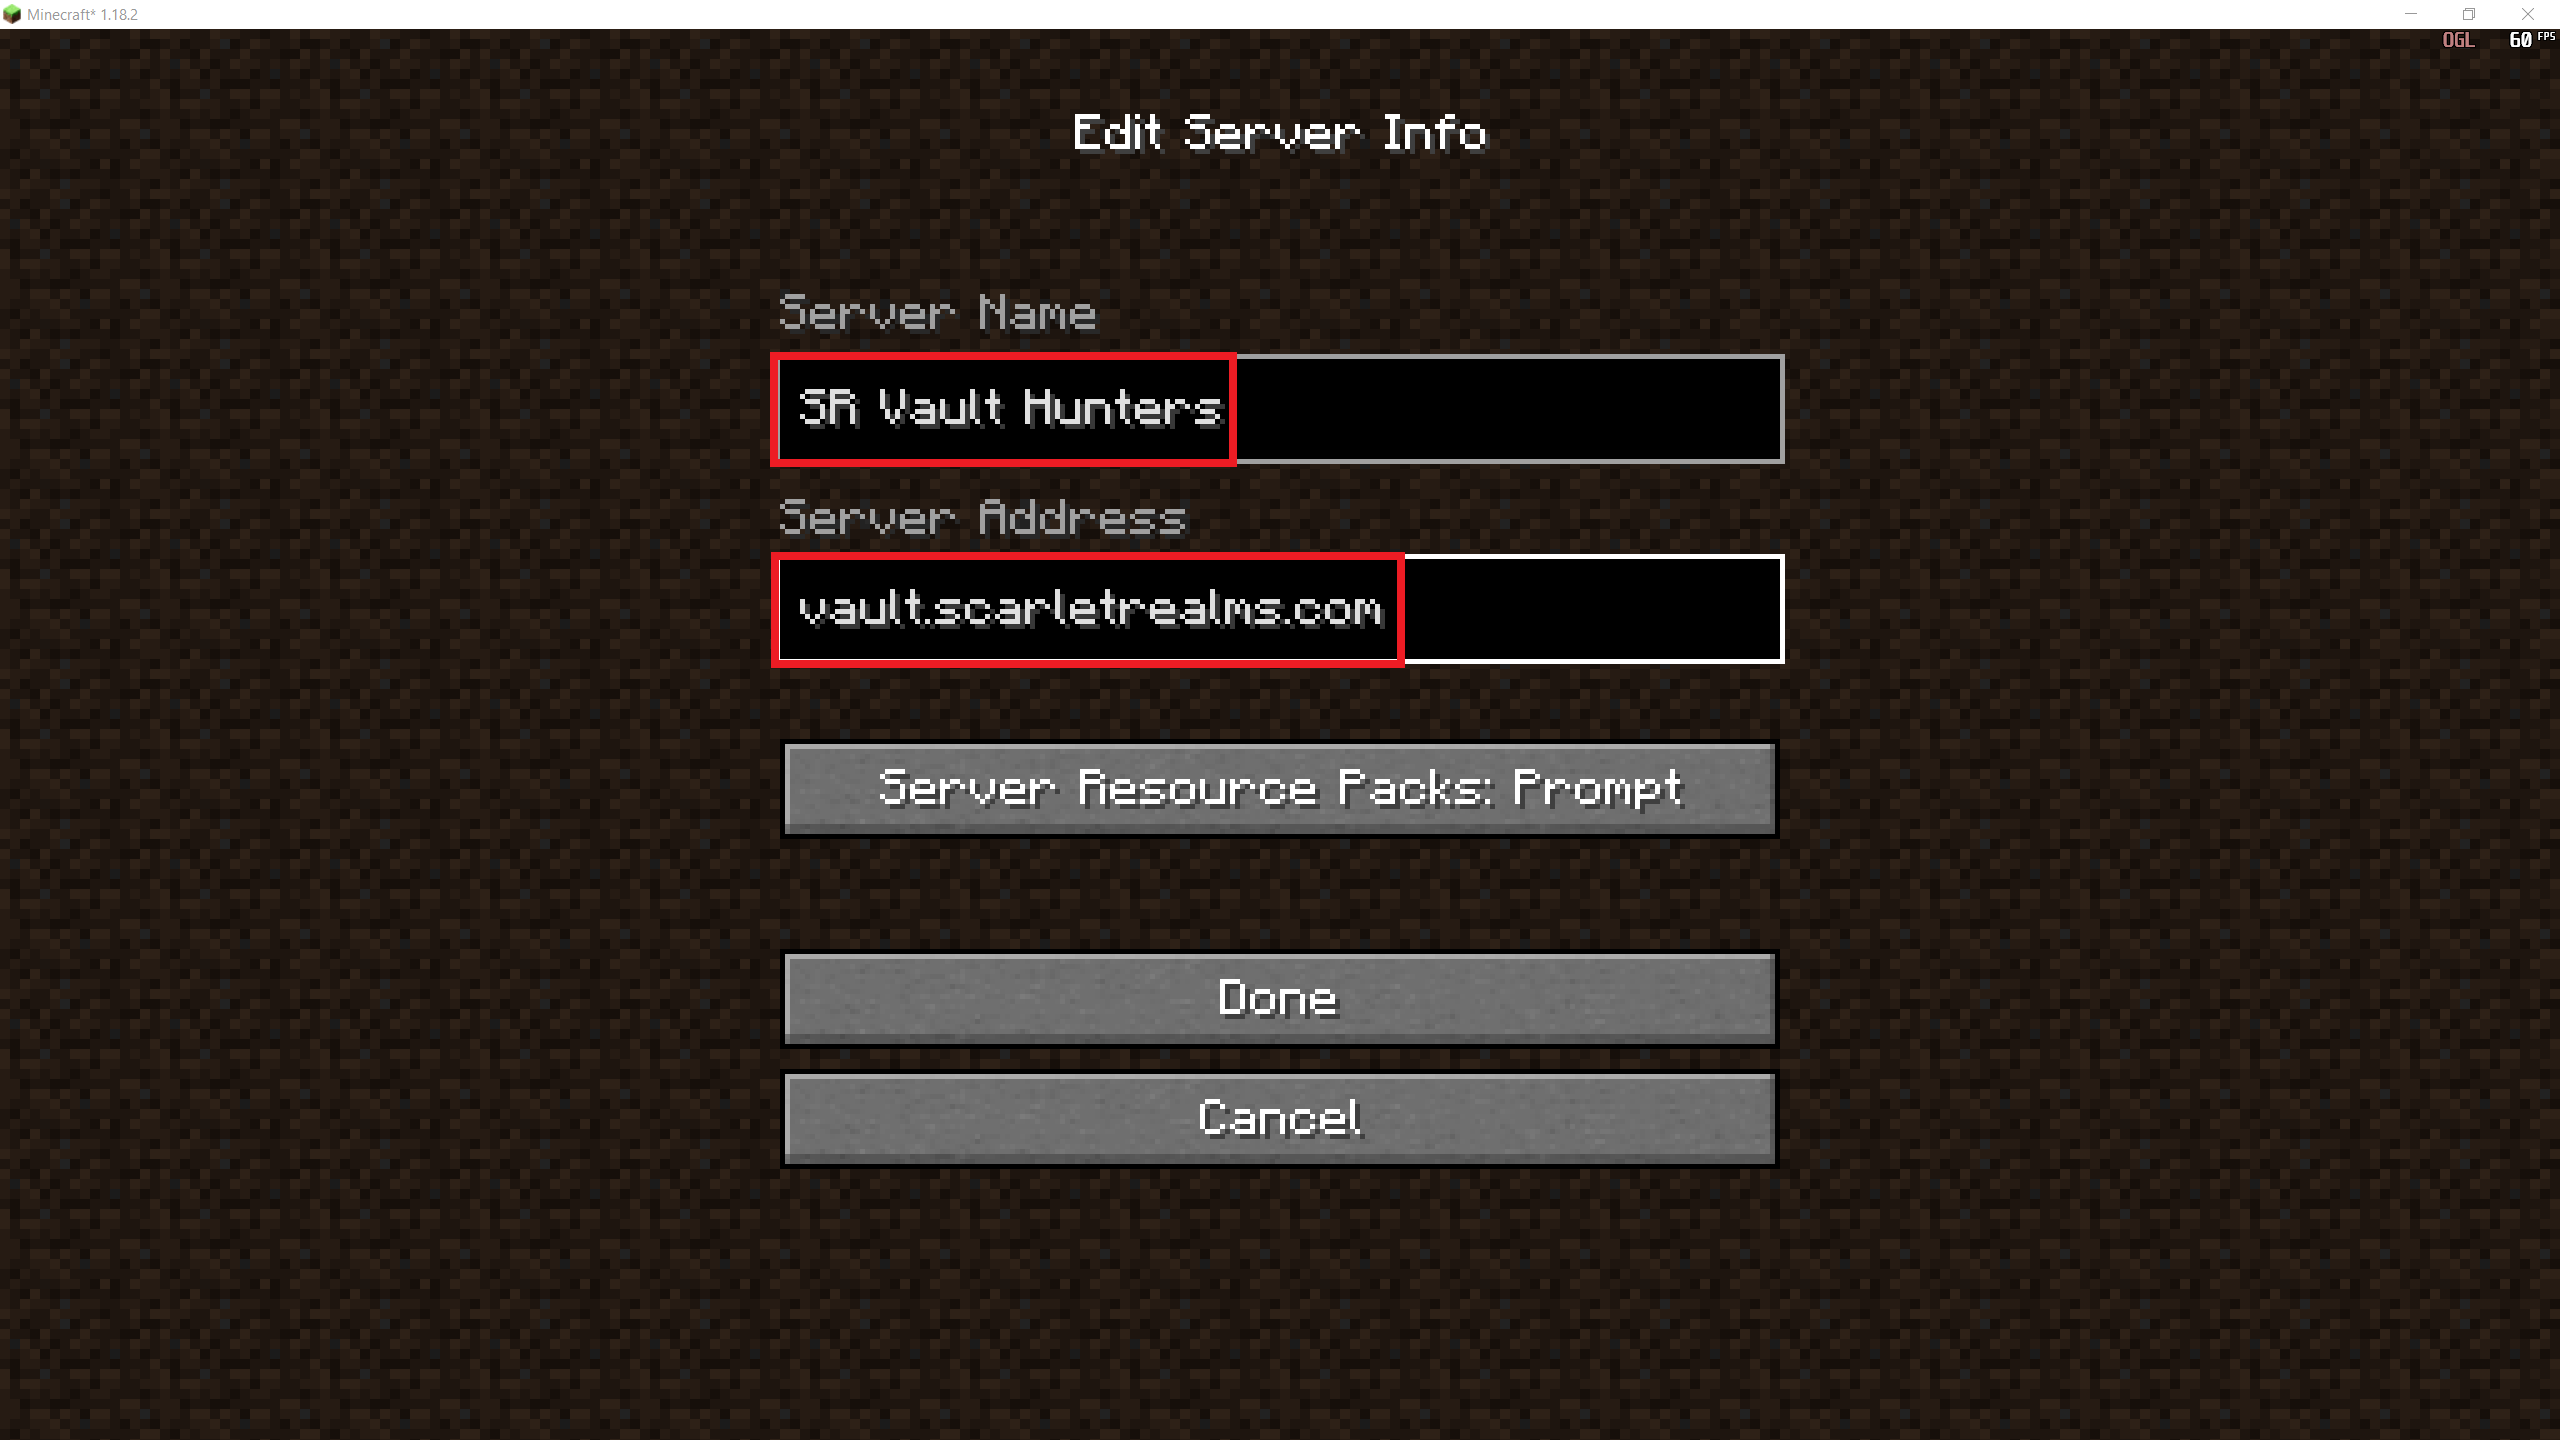 Minecraft* 1.18.2
OGL 60 FPS
Edit Server Info
Server Name
SR Vault Hunters
Server Address
vault.scarletrealms.com
Server Resource Packs: Prompt
Done
Cancel